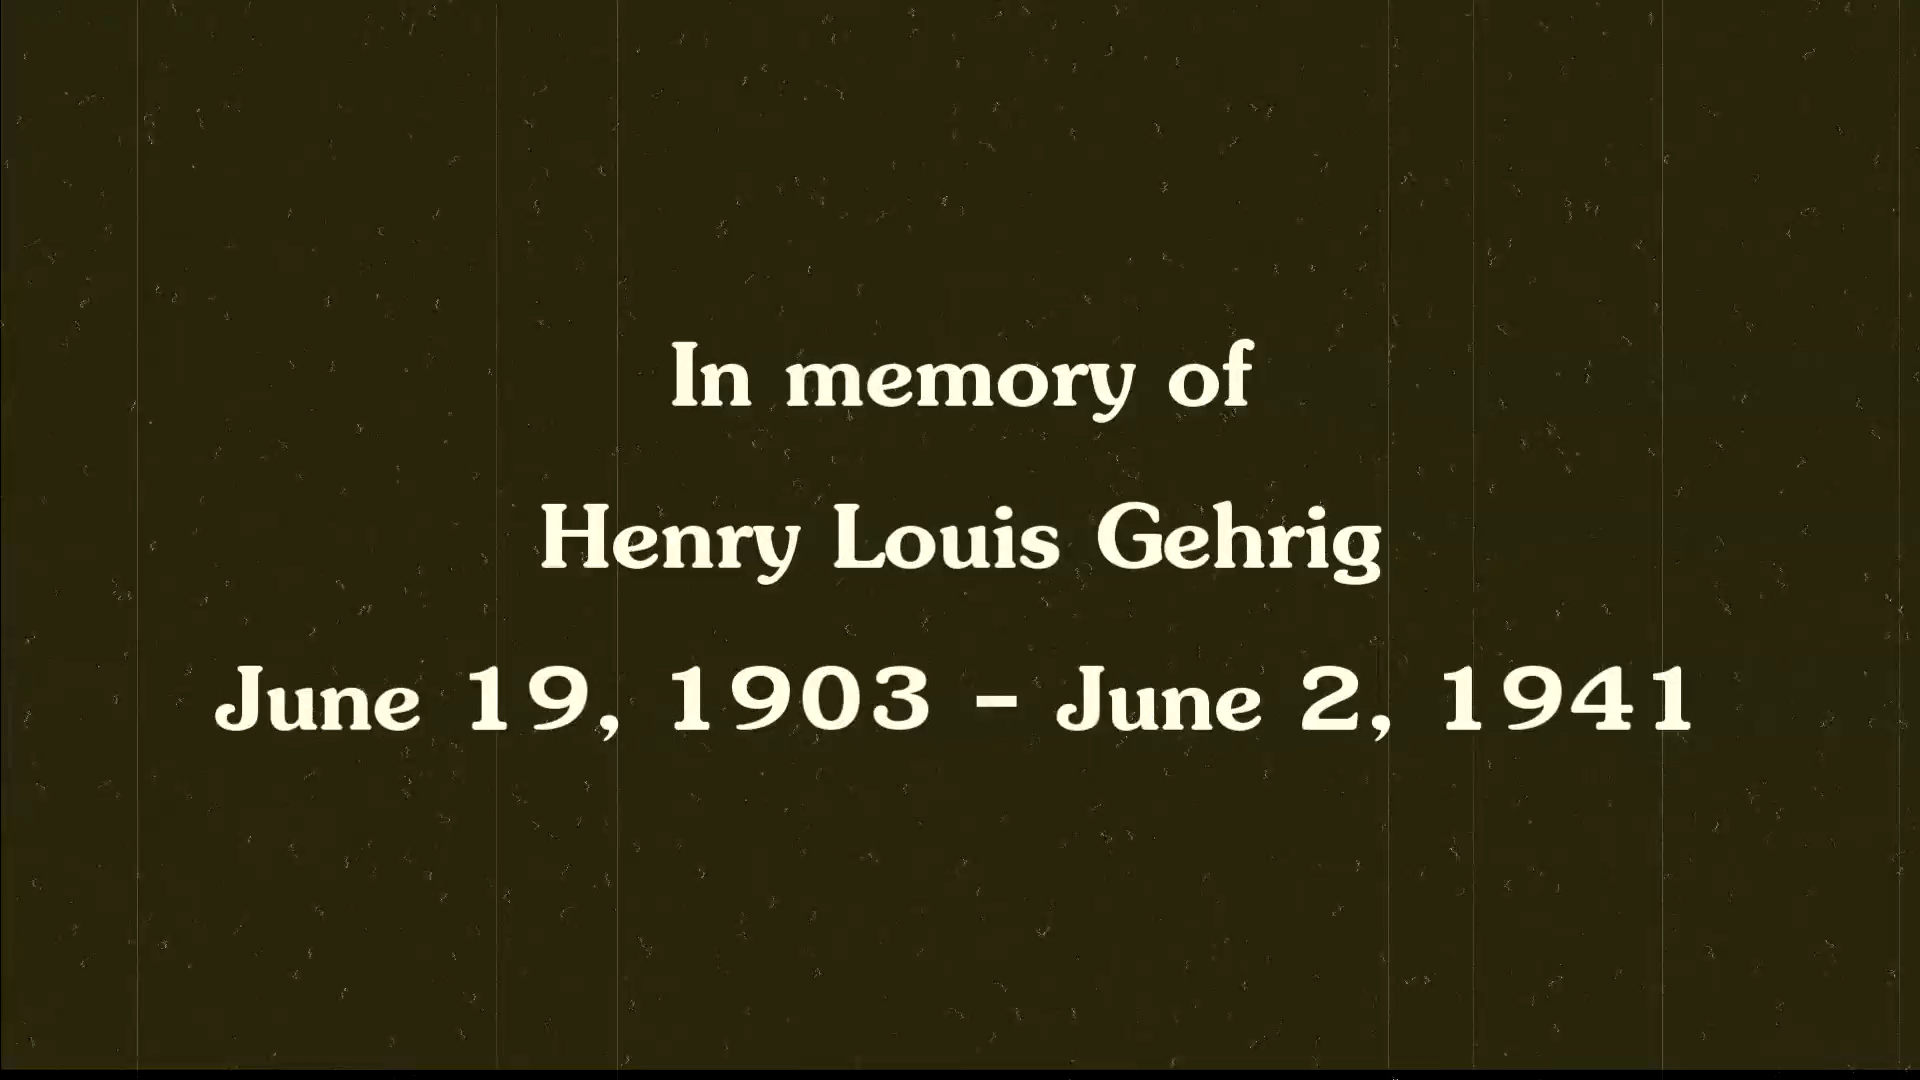 In memory of
Henry Louis Gehrig
June 19, 1903 - June 2, 1941